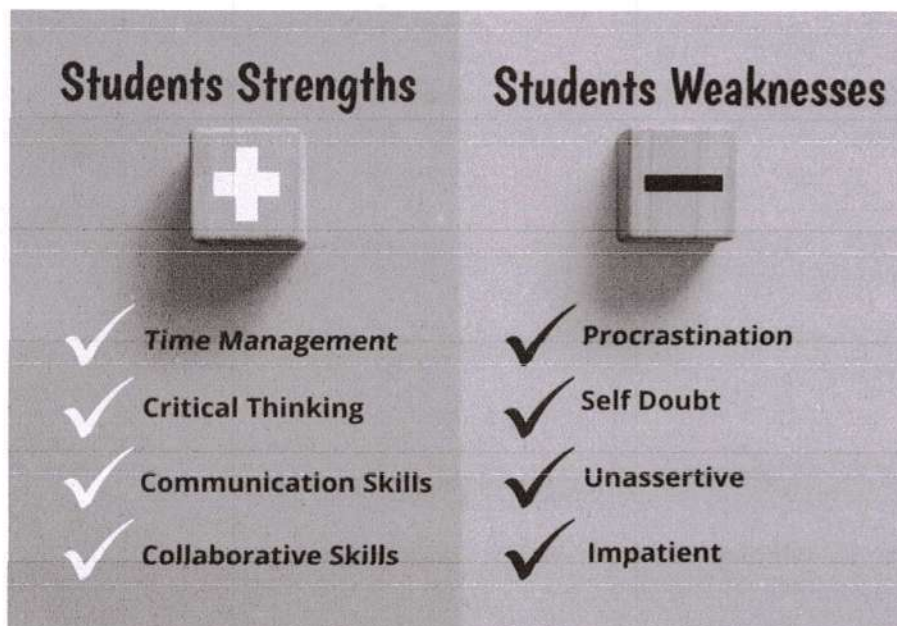 Students Strengths
Time Management
Critical Thinking
Communication Skills
Collaborative Skills
Students Weaknesses
Procrastination
Self Doubt
Unassertive
Impatient